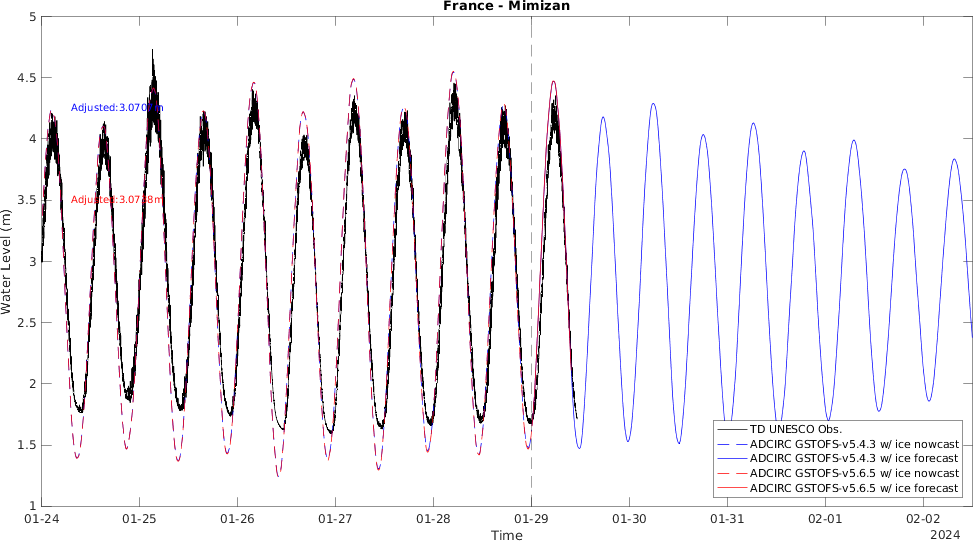 France - Mimizan
5
4.5
4
3.5
3
2.5
2
1.5
1
Water Level (m)
Adjusted:3.070
Adjusted:3.07 8m
01-24
01-25
01-26
01-27
01-28
01-29
01-30
01-31
02-01
02-02
Time
2024
TD UNESCO Obs.
ADCIRC GSTOFS-v5.4.3 w/ ice nowcast
ADCIRC GSTOFS-v5.4.3 w/ ice forecast
ADCIRC GSTOFS-v5.6.5 w/ ice nowcast
ADCIRC GSTOFS-v5.6.5 w/ ice forecast